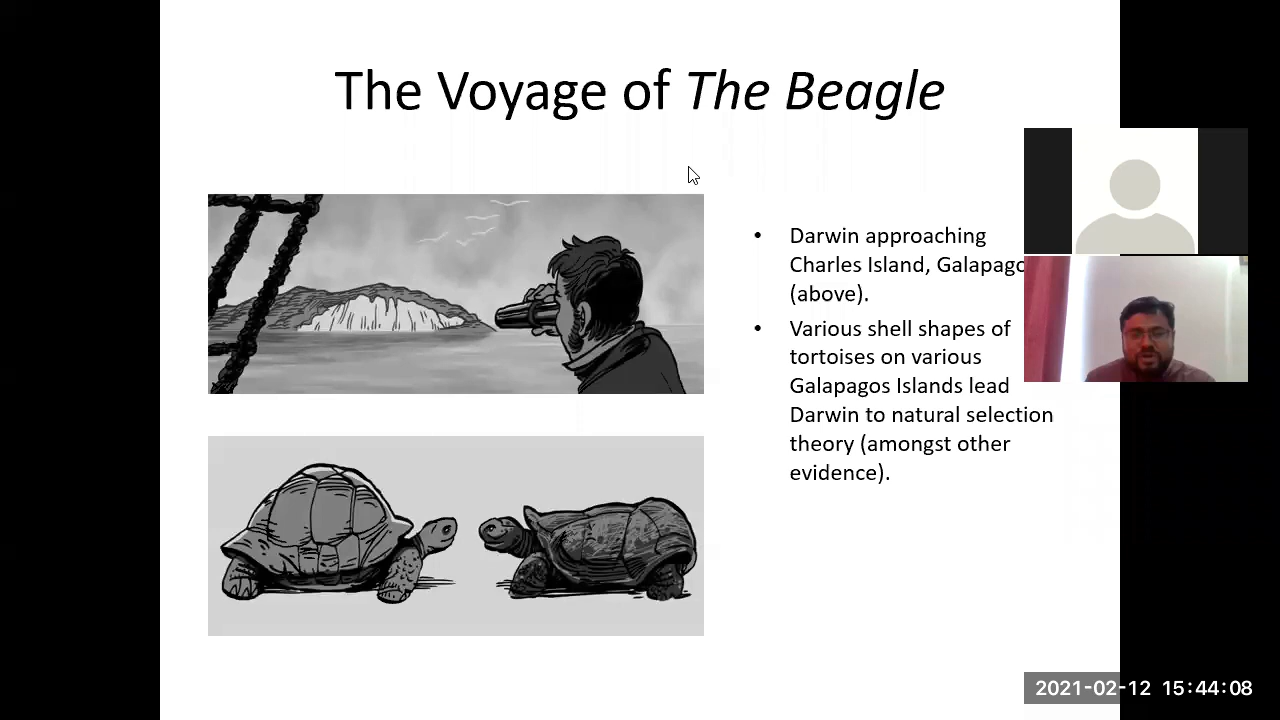 The Voyage of The Beagle
• Darwin approaching
Charles Island, Galapago
(above).
• Various shell shapes of
tortoises on various
Galapagos Islands lead
Darwin to natural selection
theory (amongst other
evidence).
2021-02-12 15:44:08